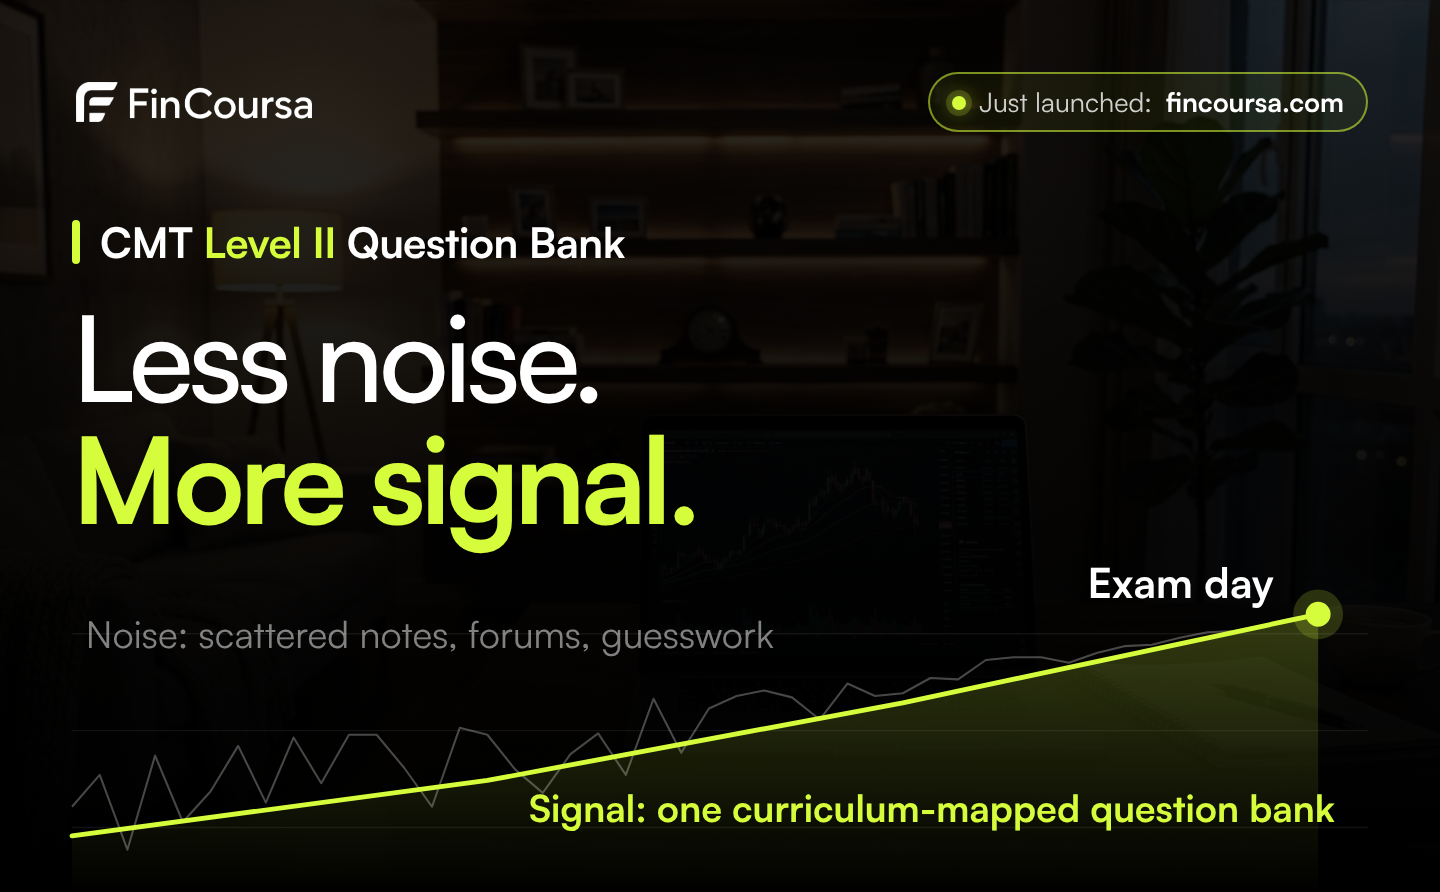 FinCoursa
Just launched: fincoursa.com
CMT Level II Question Bank
Less noise.
More signal.
Exam day
Noise: scattered notes, forums, guesswork
Signal: one curriculum-mapped question bank